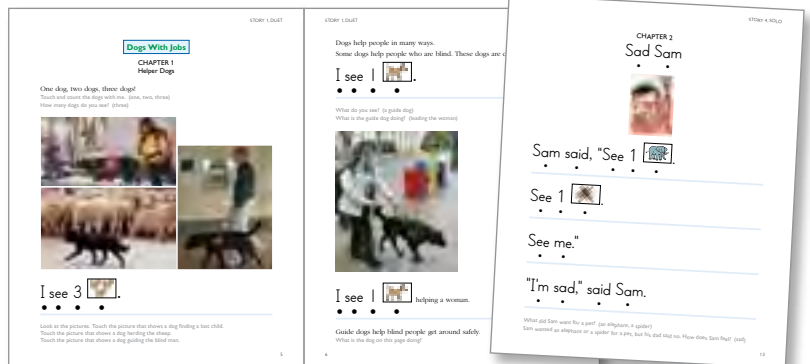 STORY 1, DUET
Dogs With Jobs
CHAPTER 1
Helper Dogs
One dog, two dogs, three dogs!
Touch and count the dogs with me. (one, two, three)
How many dogs do you see? (three)
I see 3 .
Look at the pictures. Touch the picture that shows a dog finding a lost child.
Touch the picture that shows a dog herding the sheep.
Touch the picture that shows a dog guiding the blind man.
5
STORY 1, DUET
Dogs help people in many ways.
Some dogs help people who are blind. These dogs are
I see 1 .
What do you see? (a guide dog)
What is the guide dog doing? (leading the woman)
I see 1 helping a woman.
Guide dogs help blind people get around safely.
What is the dog on this page doing?
6
STORY 4, SOLO
CHAPTER 2
Sad Sam
Sam said, "See 1 .
See 1 .
See me."
"I'm sad," said Sam.
What did Sam want for a pet? (an elephant, a spider)
Sam wanted an elephant or a spider for a pet, but his dad said no. How does Sam feel? (sad)
13